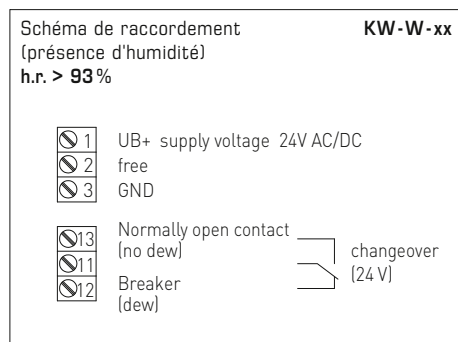 Schéma de raccordement KW-W-xx
(présence d'humidité)
h.r. > 93%
1 UB+ supply voltage 24V AC/DC
2 free
3 GND
13 Normally open contact
(no dew)
11
12 Breaker
(dew)
changeover
(24 V)